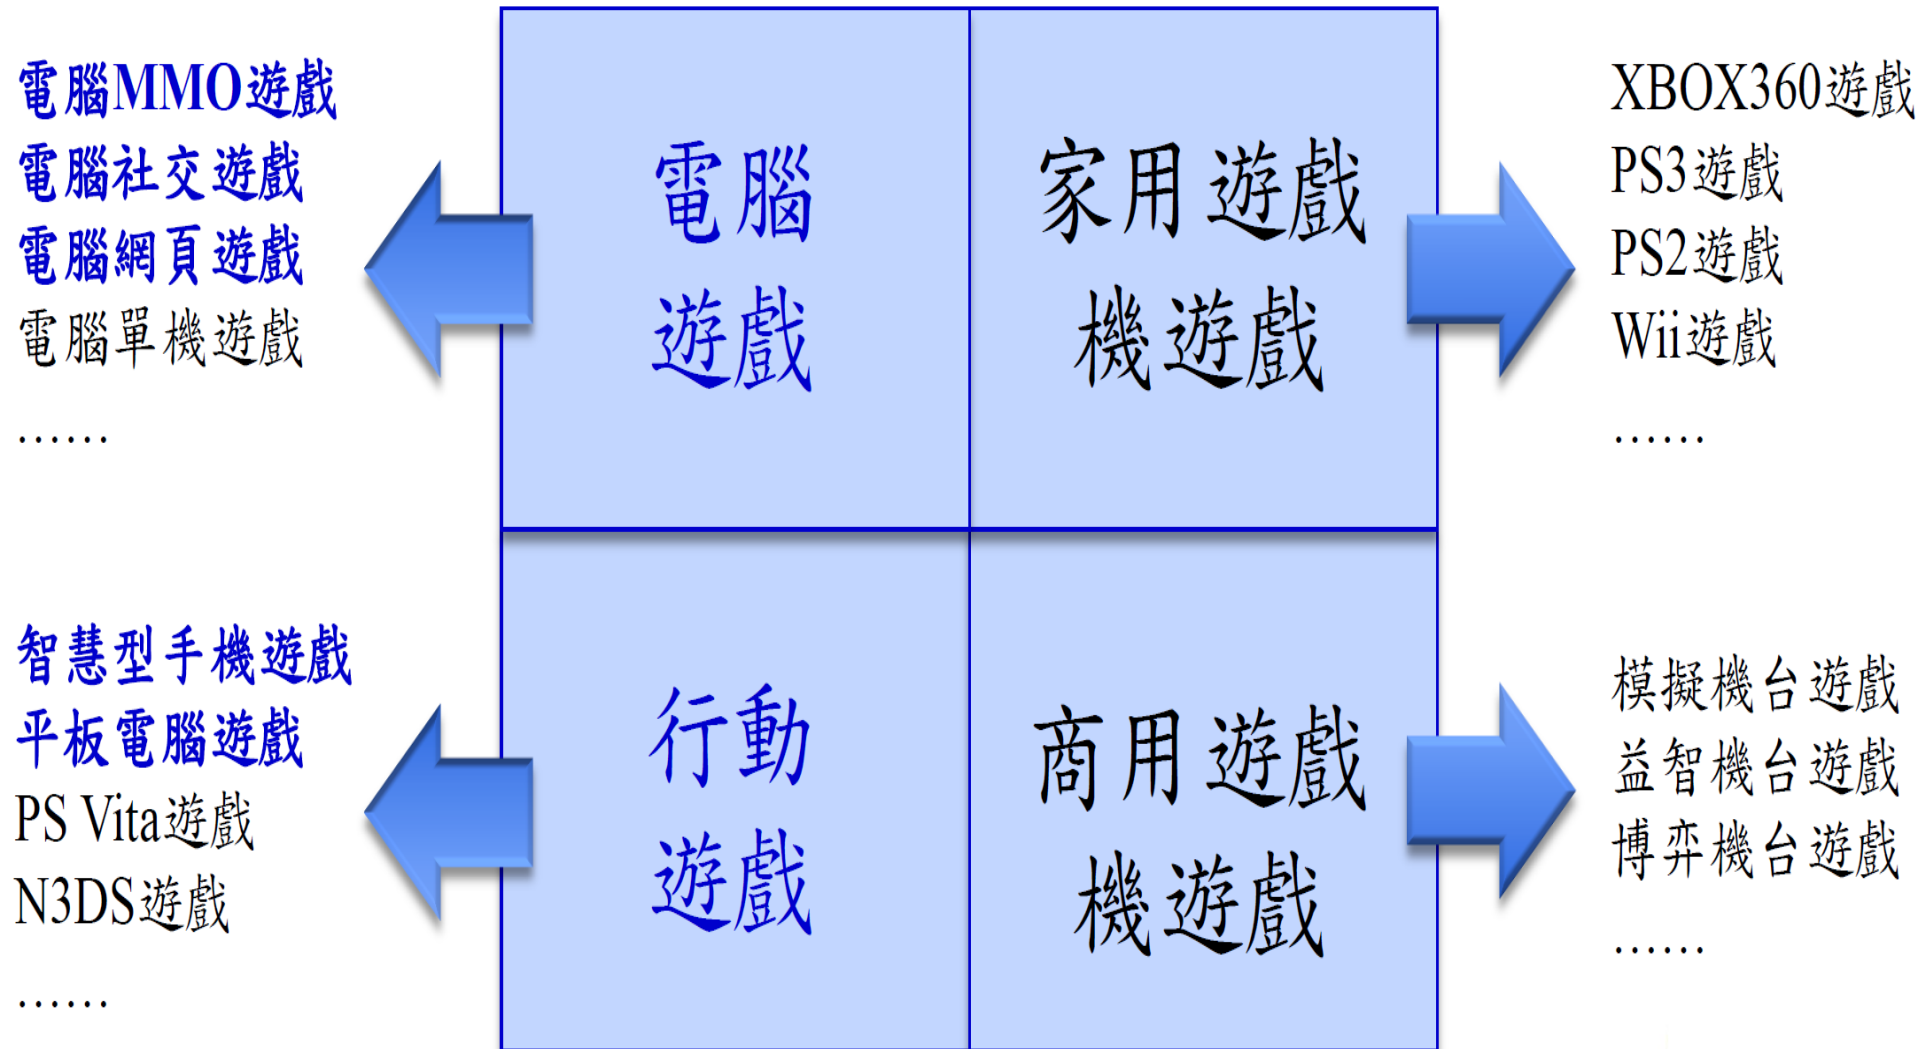 電腦MMO遊戲
電腦社交遊戲
電腦網頁遊戲
電腦單機遊戲
……
電腦
遊戲
家用遊戲
機遊戲
XBOX360遊戲
PS3遊戲
PS2遊戲
Wii遊戲
……
智慧型手機遊戲
平板電腦遊戲
PS Vita遊戲
N3DS遊戲
……
行動
遊戲
商用遊戲
機遊戲
模擬機台遊戲
益智機台遊戲
博弈機台遊戲
……